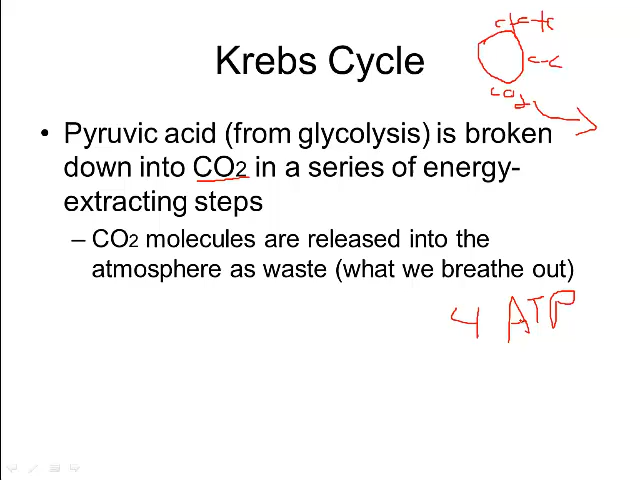 Krebs Cycle
c-c
CO2
• Pyruvic acid (from glycolysis) is broken
down into CO2 in a series of energy-
extracting steps
– CO2 molecules are released into the
atmosphere as waste (what we breathe out)
4 ATP